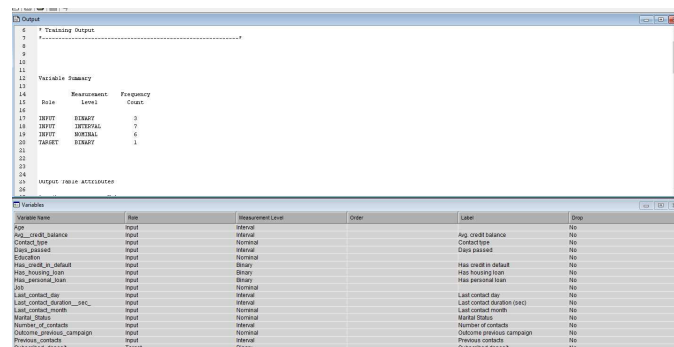 Output
6 * Training Output
7 *------------------------------------------------------------*
8
9
10
11
12 Variable Summary
13
14 Measurement Frequency
15 Role Level Count
16
17 INPUT BINARY 3
18 INPUT INTERVAL 7
19 INPUT NOMINAL 6
20 TARGET BINARY 1
21
22
23
24
25 Output Table Attributes
26
Variables
Variable Name Role Measurement Level Order Label Drop
Age Input Interval No
Avg__credit_balance Input Interval Avg. credit balance No
Contact_type Input Nominal Contact type No
Days_passed Input Interval Days passed No
Education Input Nominal No
Has_credit_in_default Input Binary Has credit in default No
Has_housing_loan Input Binary Has housing loan No
Has_personal_loan Input Binary Has personal loan No
Job Input Nominal No
Last_contact_day Input Interval Last contact day No
Last_contact_duration__sec_ Input Interval Last contact duration (sec) No
Last_contact_month Input Nominal Last contact month No
Marital_Status Input Nominal Marital Status No
Number_of_contacts Input Interval Number of contacts No
Outcome_previous_campaign Input Nominal Outcome previous campaign No
Previous_contacts Input Interval Previous contacts No